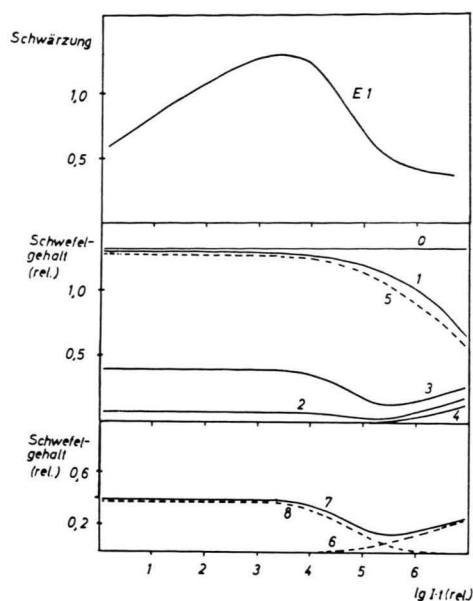 Schwärzung
E1
1,0
0,5
0
Schwefel-
gehalt
(rel.)
1
1,0
5
0,5
3
2
4
Schwefel-
gehalt
(rel.) 0,6
7
8
0,2
6
1 2 3 4 5 6
lg I·t (rel.)